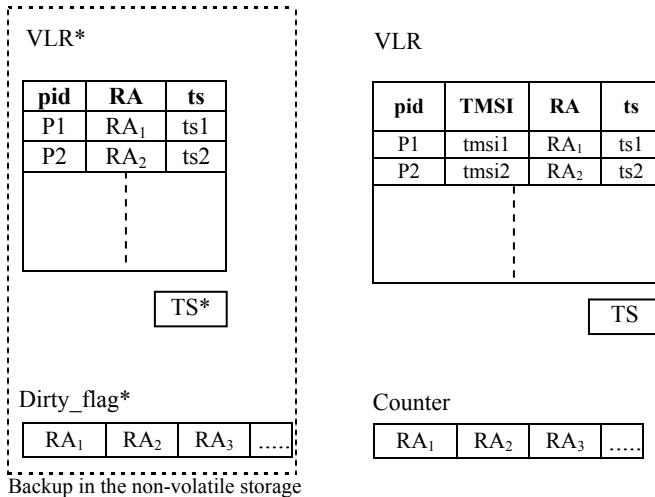 VLR*
pid RA ts
P1 RA₁ ts1
P2 RA₂ ts2
TS*
Dirty_flag*
RA₁ RA₂ RA₃ .....
Backup in the non-volatile storage
VLR
pid TMSI RA ts
P1 tmsi1 RA₁ ts1
P2 tmsi2 RA₂ ts2
TS
Counter
RA₁ RA₂ RA₃ .....